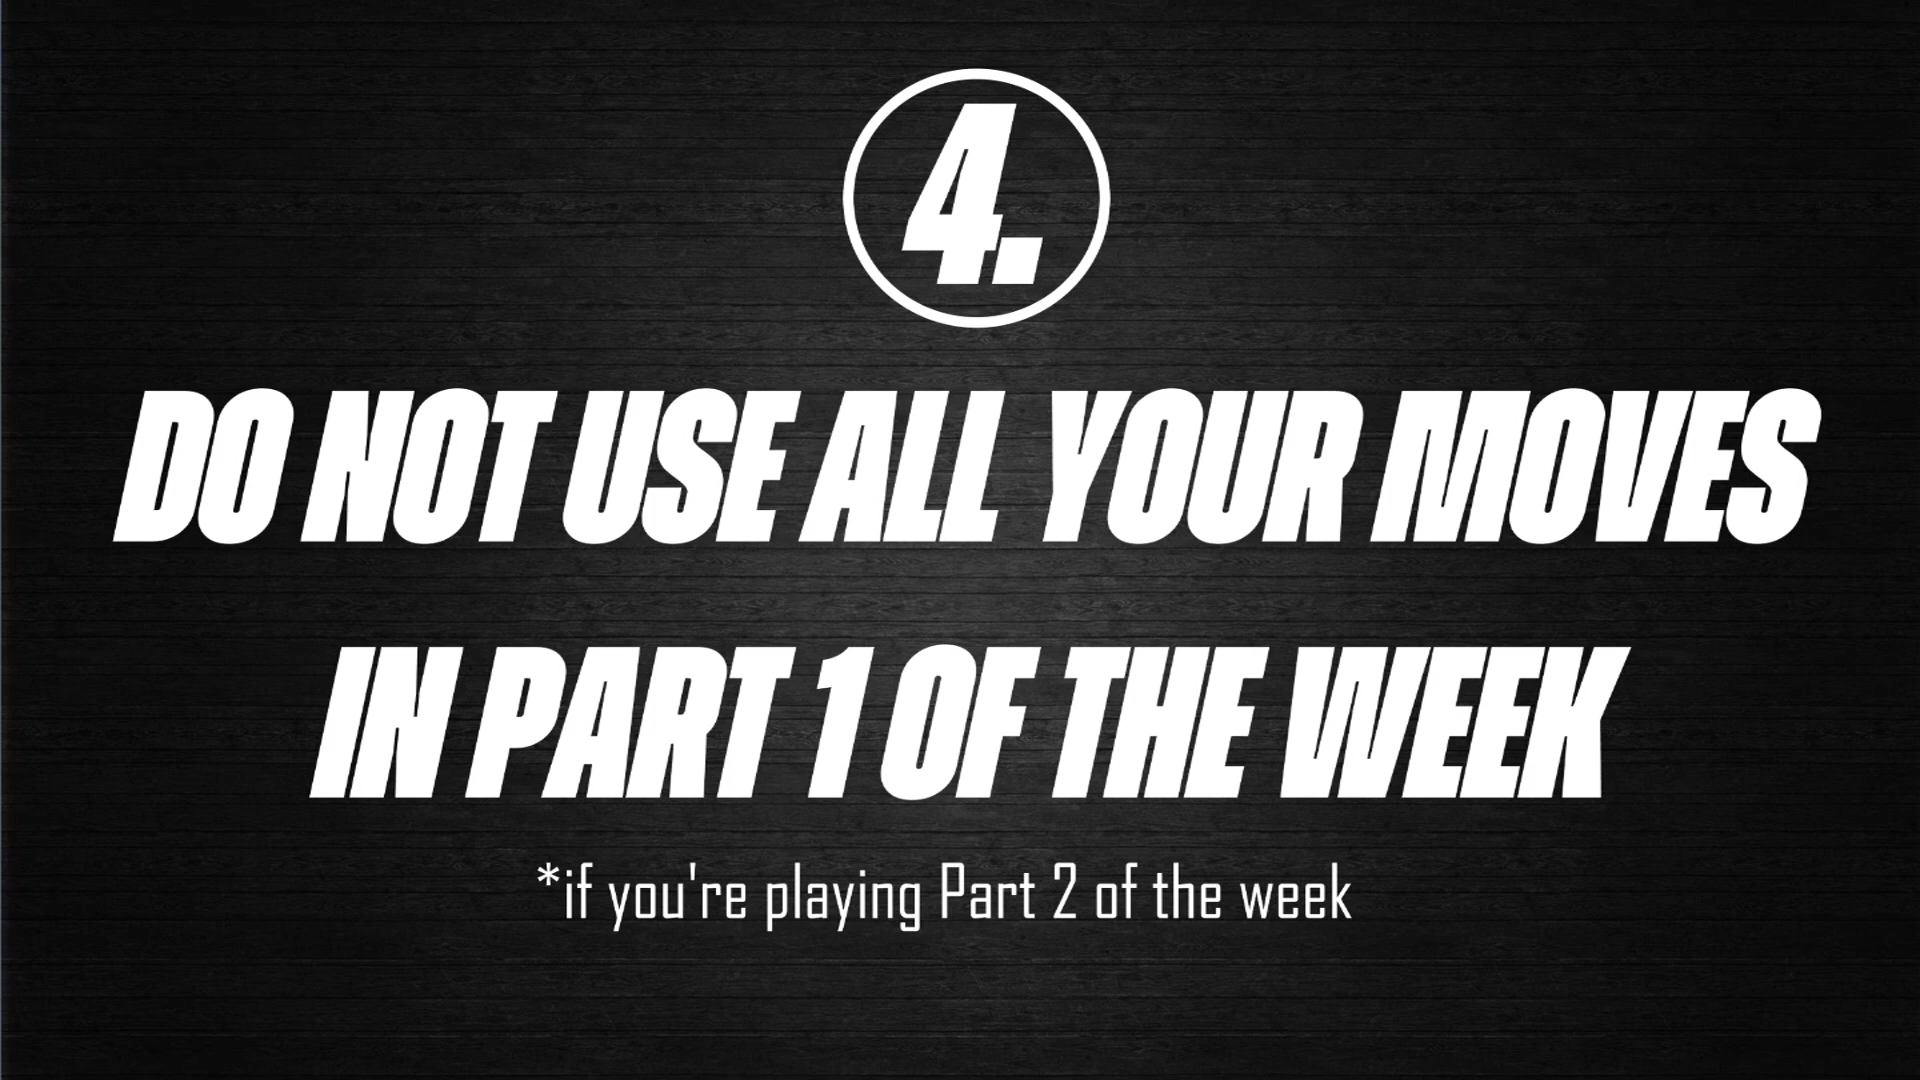 4.
DO NOT USE ALL YOUR MOVES
IN PART 1 OF THE WEEK
*if you're playing Part 2 of the week